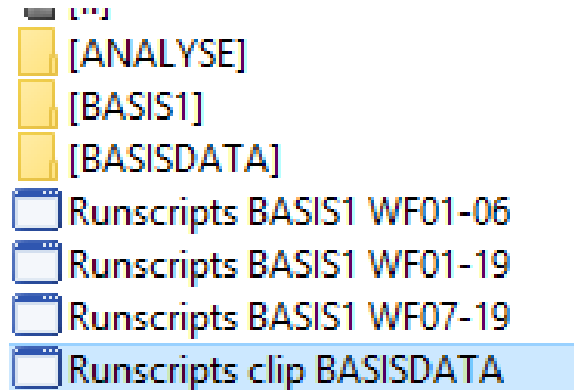 [ANALYSE]
[BASIS1]
[BASISDATA]
Runscripts BASIS1 WF01-06
Runscripts BASIS1 WF01-19
Runscripts BASIS1 WF07-19
Runscripts clip BASISDATA